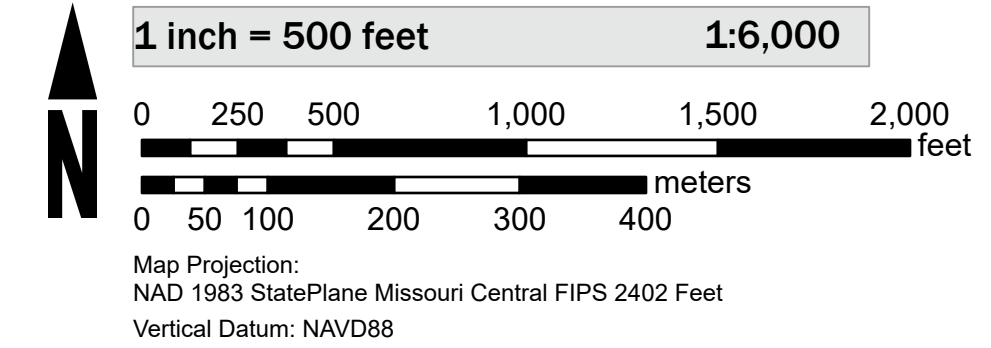 1 inch = 500 feet 1:6,000
0 250 500 1,000 1,500 2,000
feet
meters
0 50 100 200 300 400
N
Map Projection:
NAD 1983 StatePlane Missouri Central FIPS 2402 Feet
Vertical Datum: NAVD88